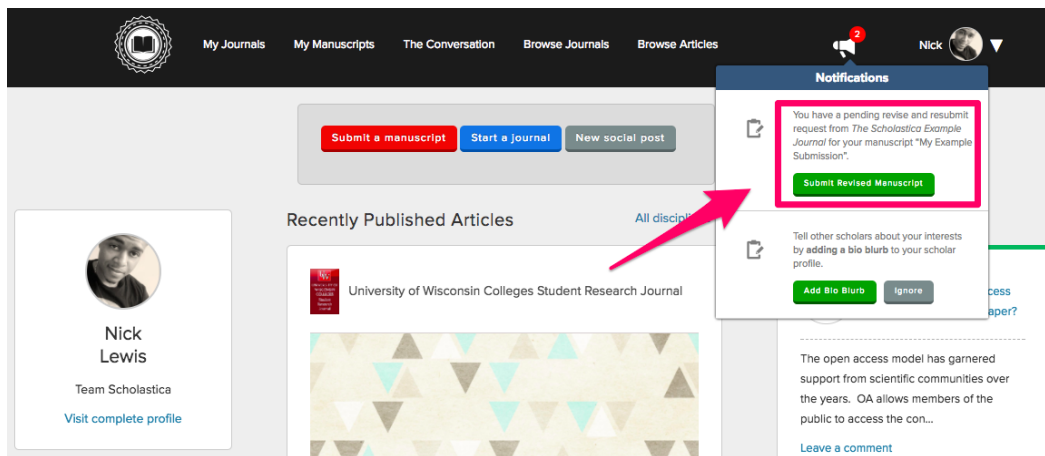 My Journals
My Manuscripts
The Conversation
Browse Journals
Browse Articles
2
Nick
Notifications
You have a pending revise and resubmit
request from The Scholastica Example
Journal for your manuscript "My Example
Submission".
Submit Revised Manuscript
Tell other scholars about your interests
by adding a bio blurb to your scholar
profile.
Add Bio Blurb
Ignore
Submit a manuscript
Start a journal
New social post
Nick
Lewis
Team Scholastica
Visit complete profile
Recently Published Articles
All
University of Wisconsin Colleges Student Research Journal
The open access model has garnered
support from scientific communities over
the years. OA allows members of the
public to access the con...
Leave a comment